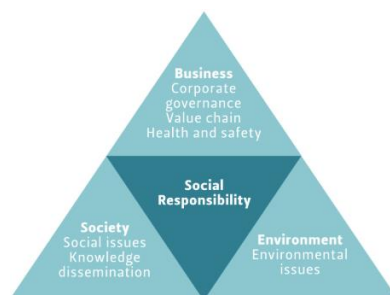 Business
Corporate
governance
Value chain
Health and safety
Social
Responsibility
Society
Social issues
Knowledge
dissemination
Environment
Environmental
issues